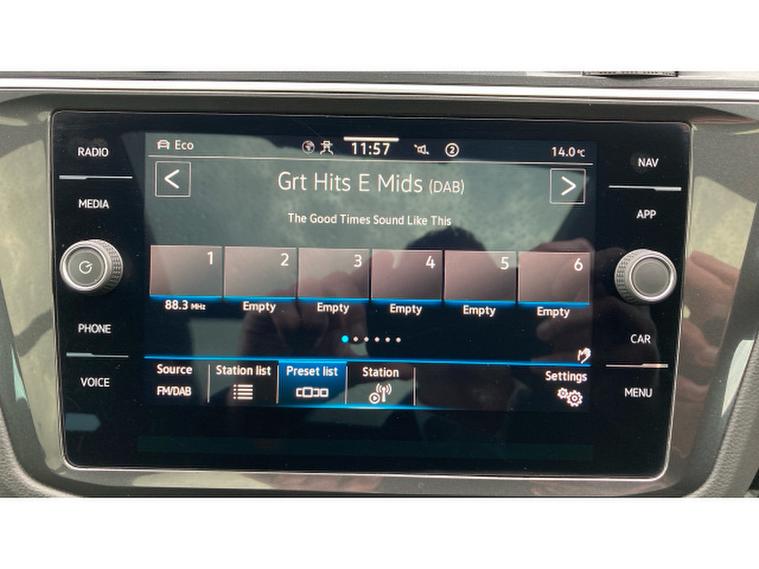 RADIO
MEDIA
PHONE
VOICE
Eco 11:57 2 14.0°C
< Grt Hits E Mids (DAB) >
The Good Times Sound Like This
1 2 3 4 5 6
88.3 MHz Empty Empty Empty Empty Empty
Source Station list Preset list Station Settings
FM/DAB
NAV
APP
CAR
MENU